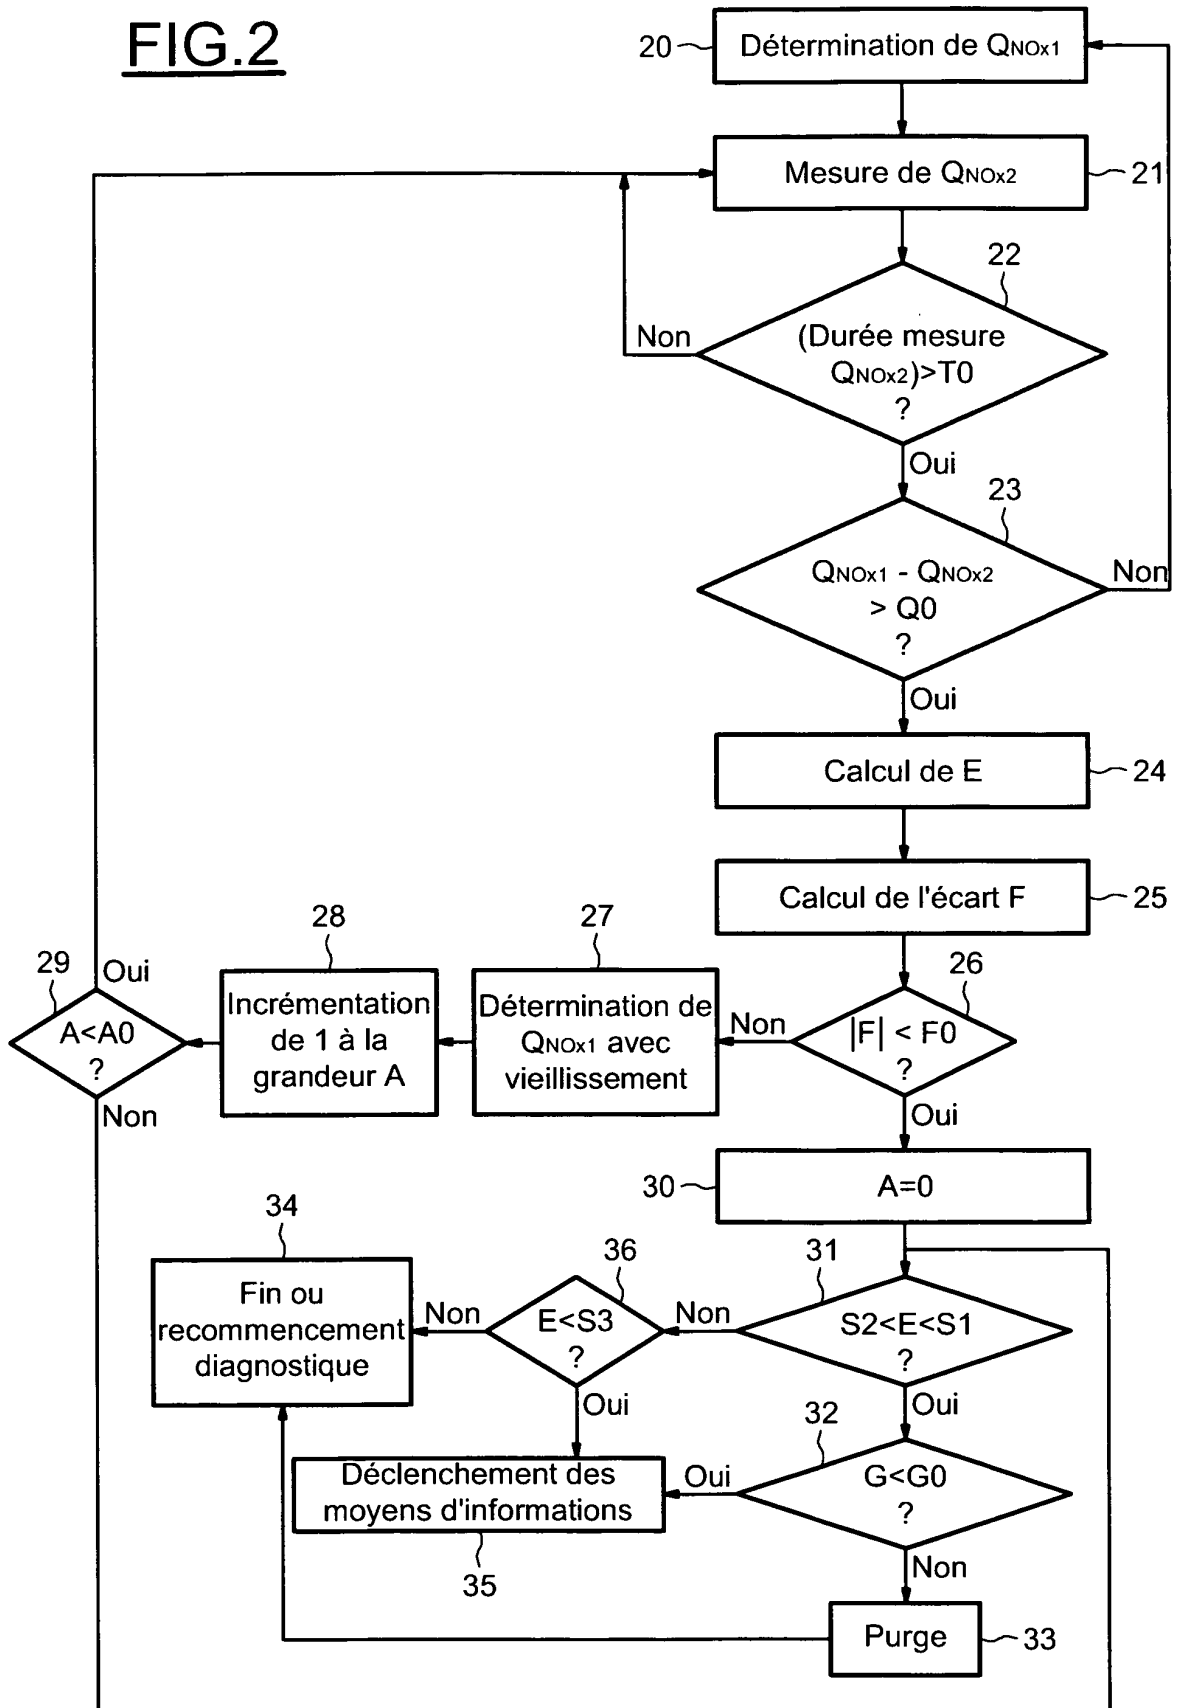 FIG.2
20
Détermination de QNOx1
Mesure de QNOx2
21
22
Non
(Durée mesure
QNOx2)>T0
?
Oui
23
QNOx1 - QNOx2
> Q0
?
Non
Oui
Calcul de E
24
Calcul de l'écart F
25
26
|F| < F0
?
Non
Oui
27
Détermination de
QNOx1 avec
vieillissement
28
Incrémentation
de 1 à la
grandeur A
29
Oui
A<A0
?
Non
30
A=0
31
S2<E<S1
?
Non
Oui
36
E<S3
?
Non
Oui
34
Fin ou
recommencement
diagnostique
32
G<G0
?
Oui
Non
Déclenchement des
moyens d'informations
35
Purge
33